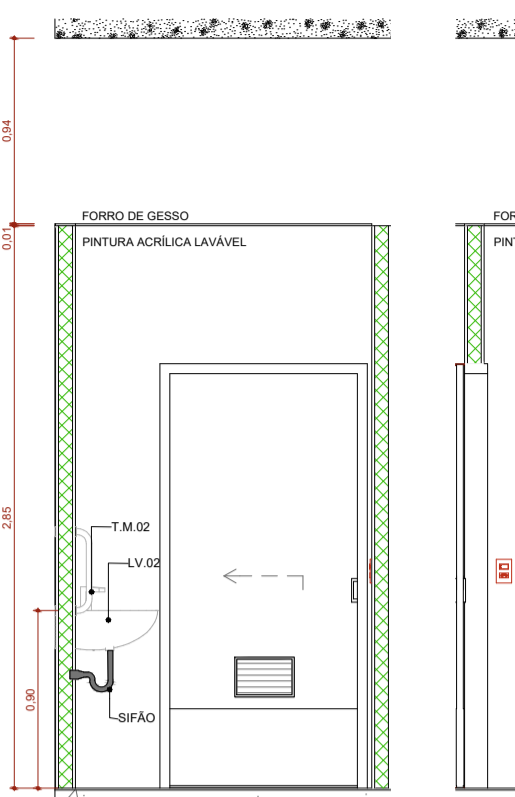 0,94
FORRO DE GESSO
FOR
0,01
PINTURA ACRÍLICA LAVÁVEL
PIN
2,85
T.M.02
LV.02
0,90
SIFÃO